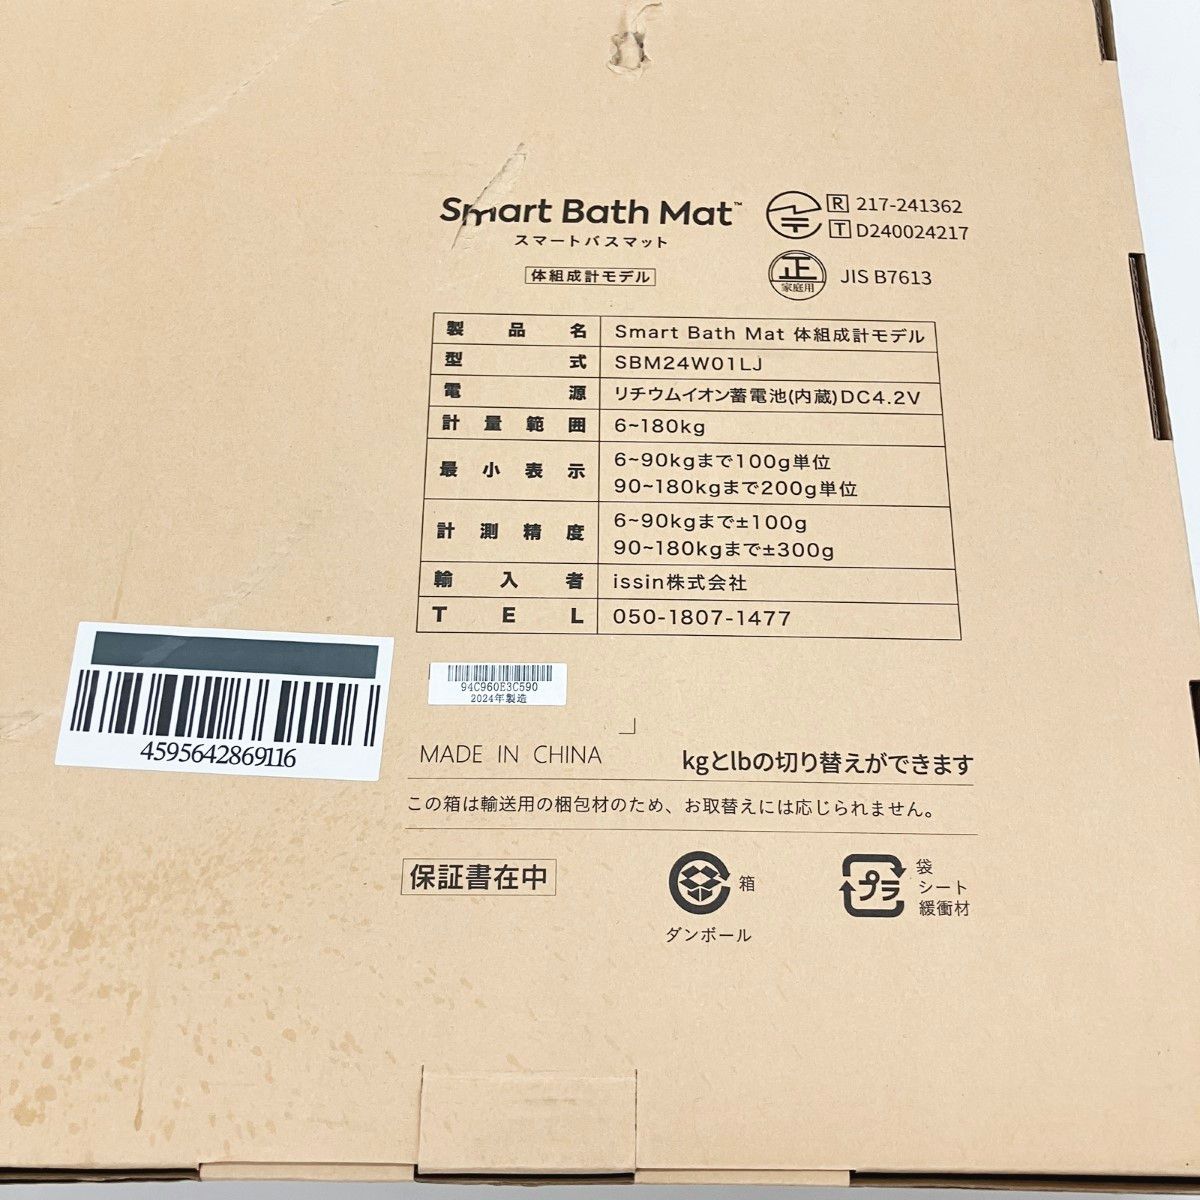 Smart Bath Mat™
スマートバスマット
体組成計モデル
R 217-241362
T D240024217
正 家庭用 JIS B7613
製品名 Smart Bath Mat 体組成計モデル
型式 SBM24W01LJ
電源 リチウムイオン蓄電池(内蔵)DC4.2V
計量範囲 6~180kg
最小表示 6~90kgまで100g単位
90~180kgまで200g単位
計測精度 6~90kgまで±100g
90~180kgまで±300g
輸入者 issin株式会社
TEL 050-1807-1477
94C960E3C590
2024年製造
4595642869116
MADE IN CHINA
kgとlbの切り替えができます
この箱は輸送用の梱包材のため、お取替えには応じられません。
保証書在中
箱
ダンボール
プラ
袋
シート
緩衝材